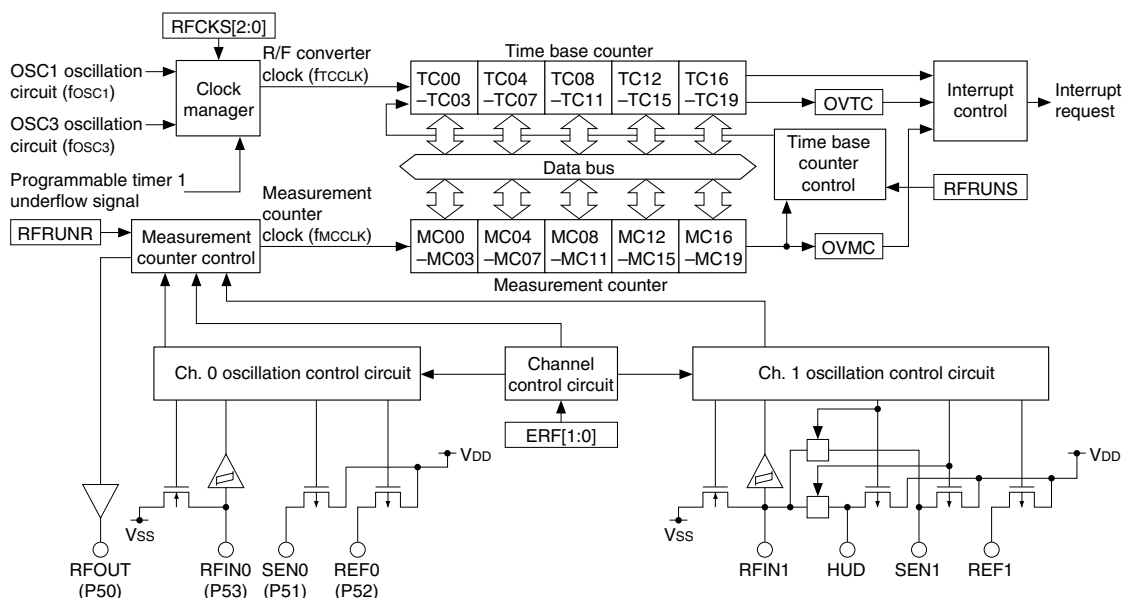 RFCKS[2:0]
OSC1 oscillation
circuit (fOSC1)
OSC3 oscillation
circuit (fOSC3)
Clock
manager
Programmable timer 1
underflow signal
R/F converter
clock (fTCCLK)
Time base counter
TC00
–TC03
TC04
–TC07
TC08
–TC11
TC12
–TC15
TC16
–TC19
OVTC
Interrupt
control
Interrupt
request
Data bus
Time base
counter
control
RFRUNS
RFRUNR
Measurement
counter control
Measurement
counter
clock (fMCCLK)
MC00
–MC03
MC04
–MC07
MC08
–MC11
MC12
–MC15
MC16
–MC19
OVMC
Measurement counter
Ch. 0 oscillation control circuit
Channel
control circuit
Ch. 1 oscillation control circuit
ERF[1:0]
VDD
VDD
VSS
VSS
RFOUT
(P50)
RFIN0
(P53)
SEN0
(P51)
REF0
(P52)
RFIN1
HUD
SEN1
REF1